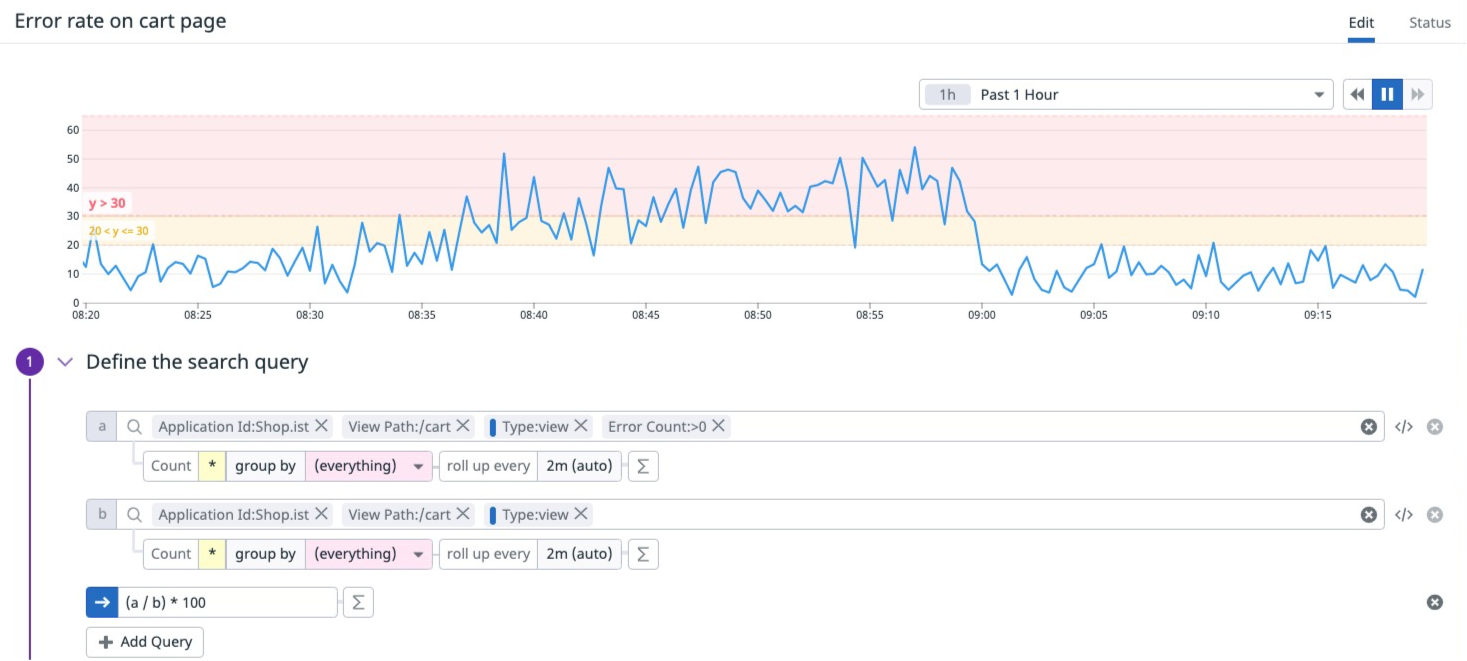 Error rate on cart page
Edit Status
1h Past 1 Hour
60
50
40
y > 30
30
20 < y <= 30
20
10
0
08:20 08:25 08:30 08:35 08:40 08:45 08:50 08:55 09:00 09:05 09:10 09:15
1 Define the search query
a Application Id:Shop.ist View Path:/cart Type:view Error Count:>0 </>
Count * group by (everything) roll up every 2m (auto) Σ
b Application Id:Shop.ist View Path:/cart Type:view </>
Count * group by (everything) roll up every 2m (auto) Σ
(a / b) * 100 Σ
+ Add Query